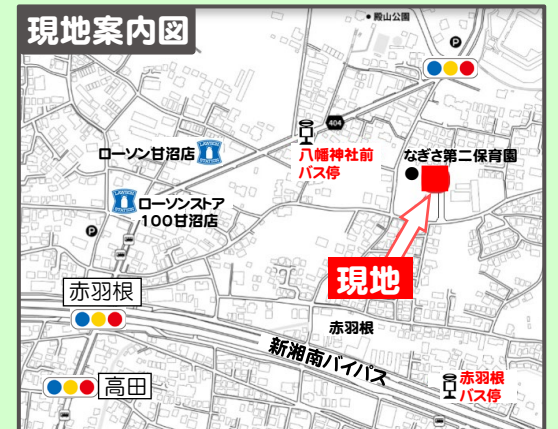 現地案内図
殿山公園
P
404
ローソン甘沼店
LAWSON
八幡神社前
バス停
なぎさ第二保育園
LAWSON
ローソンストア
100甘沼店
P
現地
赤羽根
赤羽根
新湘南バイパス
高田
赤羽根
バス停